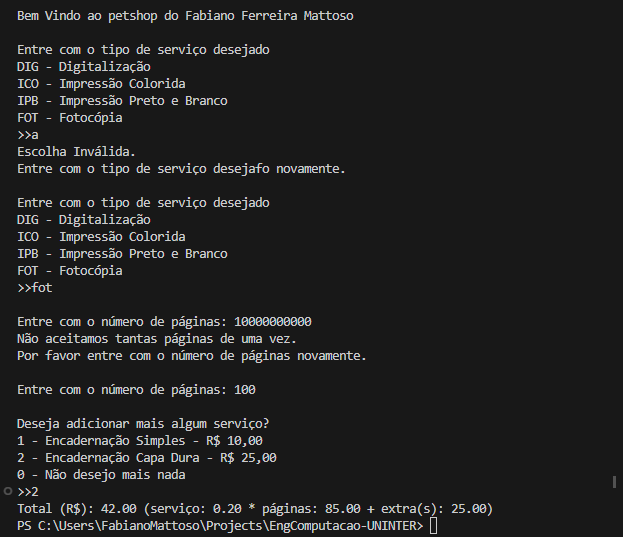 Bem Vindo ao petshop do Fabiano Ferreira Mattoso
Entre com o tipo de serviço desejado
DIG - Digitalização
ICO - Impressão Colorida
IPB - Impressão Preto e Branco
FOT - Fotocópia
>>a
Escolha Inválida.
Entre com o tipo de serviço desejafo novamente.
Entre com o tipo de serviço desejado
DIG - Digitalização
ICO - Impressão Colorida
IPB - Impressão Preto e Branco
FOT - Fotocópia
>>fot
Entre com o número de páginas: 10000000000
Não aceitamos tantas páginas de uma vez.
Por favor entre com o número de páginas novamente.
Entre com o número de páginas: 100
Deseja adicionar mais algum serviço?
1 - Encadernação Simples - R$ 10,00
2 - Encadernação Capa Dura - R$ 25,00
0 - Não desejo mais nada
>>2
Total (R$): 42.00 (serviço: 0.20 * páginas: 85.00 + extra(s): 25.00)
PS C:\Users\FabianoMattoso\Projects\EngComputacao-UNINTER>